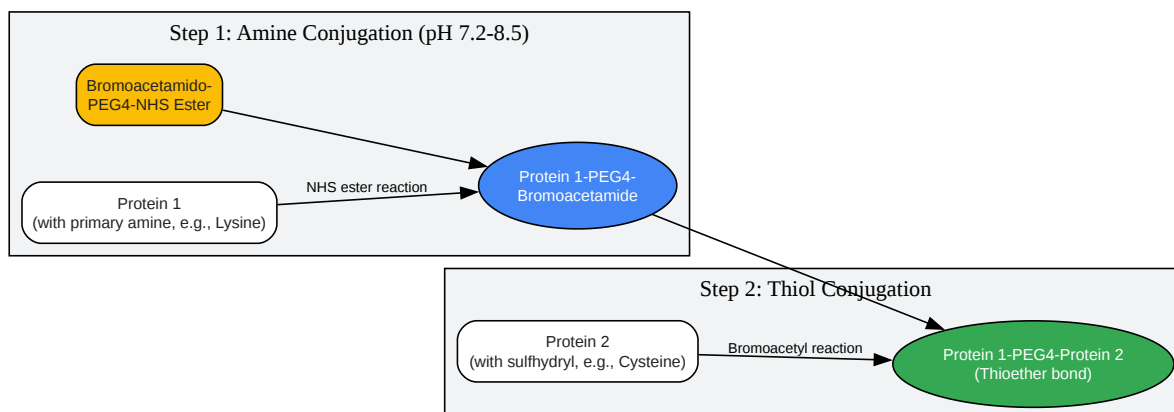 Step 1: Amine Conjugation (pH 7.2-8.5)
Bromoacetamido-
PEG4-NHS Ester
Protein 1
(with primary amine, e.g., Lysine)
NHS ester reaction
Protein 1-PEG4-
Bromoacetamide
Step 2: Thiol Conjugation
Protein 2
(with sulfhydryl, e.g., Cysteine)
Bromoacetyl reaction
Protein 1-PEG4-Protein 2
(Thioether bond)